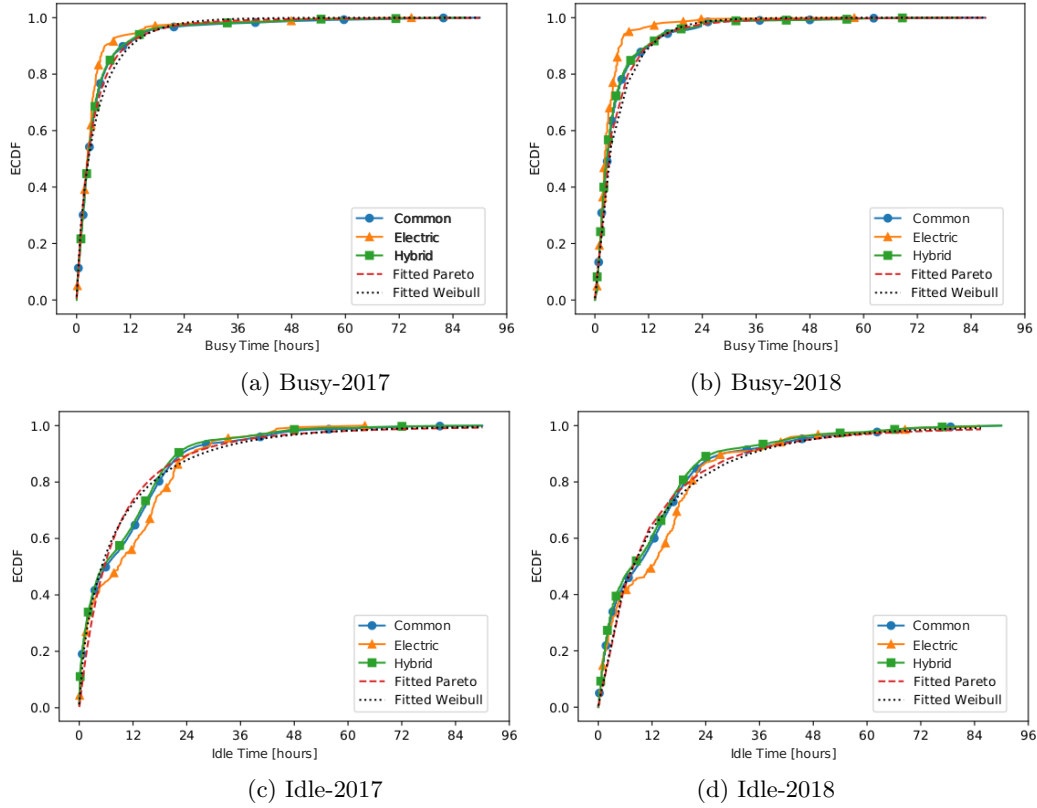 1.0
0.8
0.6
0.4
0.2
0.0
ECDF
Common
Electric
Hybrid
Fitted Pareto
Fitted Weibull
0 12 24 36 48 60 72 84 96
Busy Time [hours]
(a) Busy-2017
1.0
0.8
0.6
0.4
0.2
0.0
ECDF
Common
Electric
Hybrid
Fitted Pareto
Fitted Weibull
0 12 24 36 48 60 72 84 96
Busy Time [hours]
(b) Busy-2018
1.0
0.8
0.6
0.4
0.2
0.0
ECDF
Common
Electric
Hybrid
Fitted Pareto
Fitted Weibull
0 12 24 36 48 60 72 84 96
Idle Time [hours]
(c) Idle-2017
1.0
0.8
0.6
0.4
0.2
0.0
ECDF
Common
Electric
Hybrid
Fitted Pareto
Fitted Weibull
0 12 24 36 48 60 72 84 96
Idle Time [hours]
(d) Idle-2018